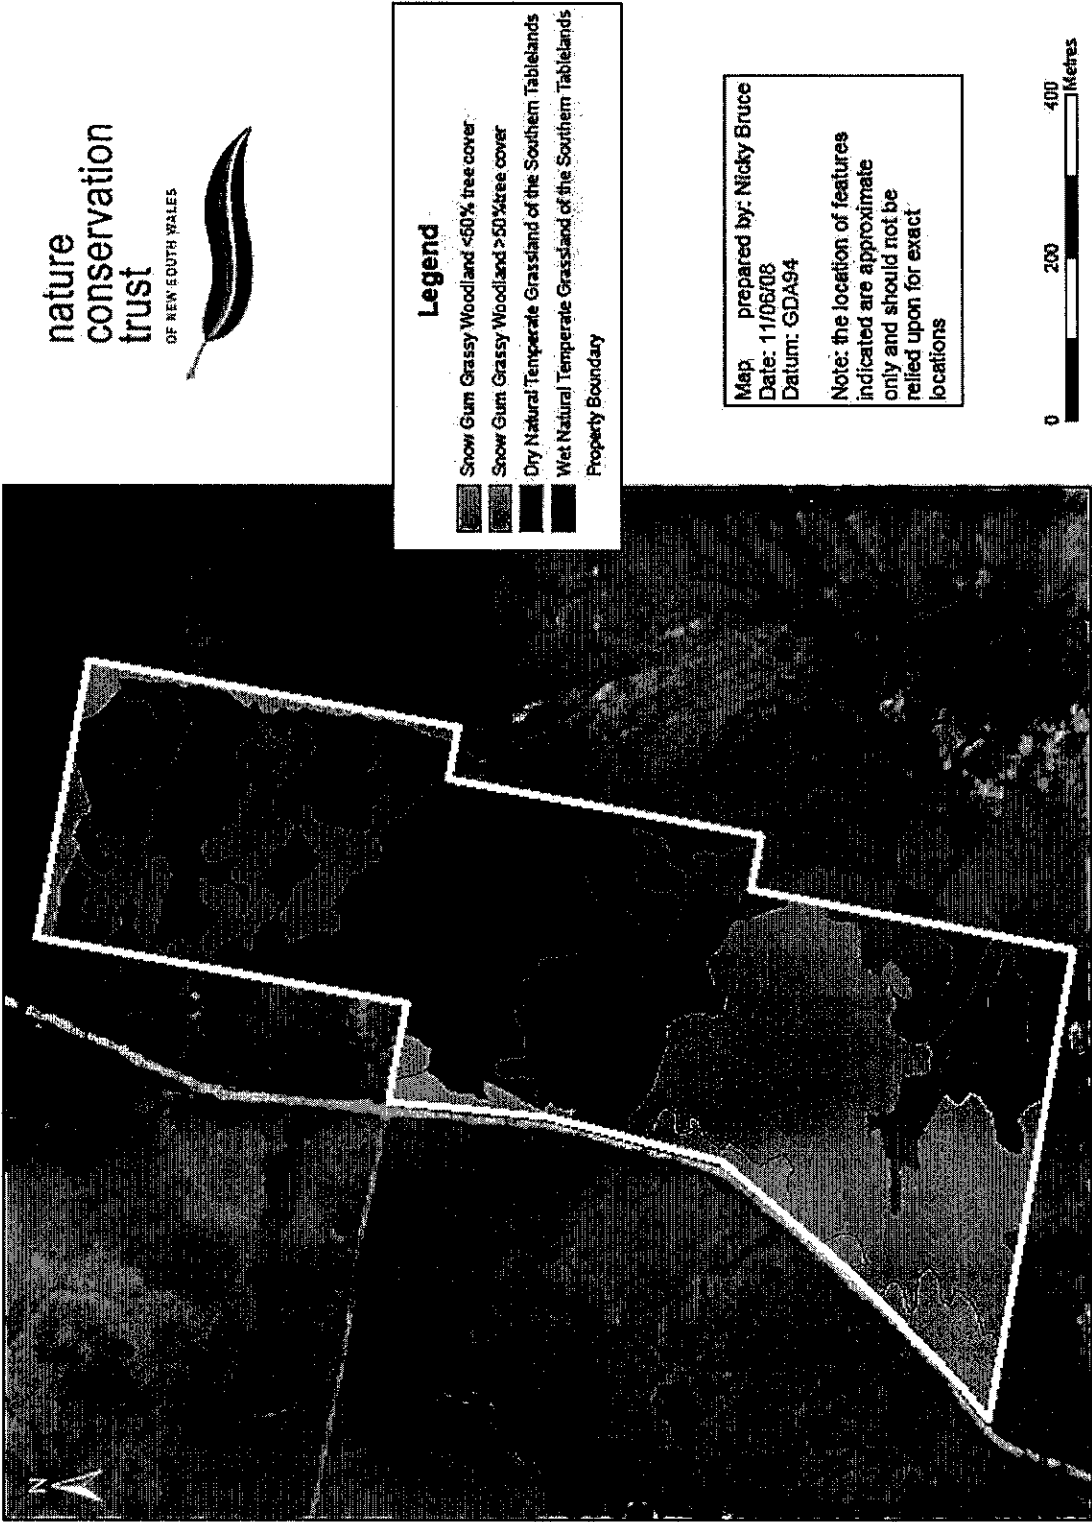 nature
conservation
trust
OF NEW SOUTH WALES
Legend
Snow Gum Grassy Woodland <50% tree cover
Snow Gum Grassy Woodland >50% tree cover
Dry Natural Temperate Grassland of the Southern Tablelands
Wet Natural Temperate Grassland of the Southern Tablelands
Property Boundary
Map prepared by: Nicky Bruce
Date: 11/06/08
Datum: GDA94
Note: the location of features
indicated are approximate
only and should not be
relied upon for exact
locations
0 200 400
Metres
N